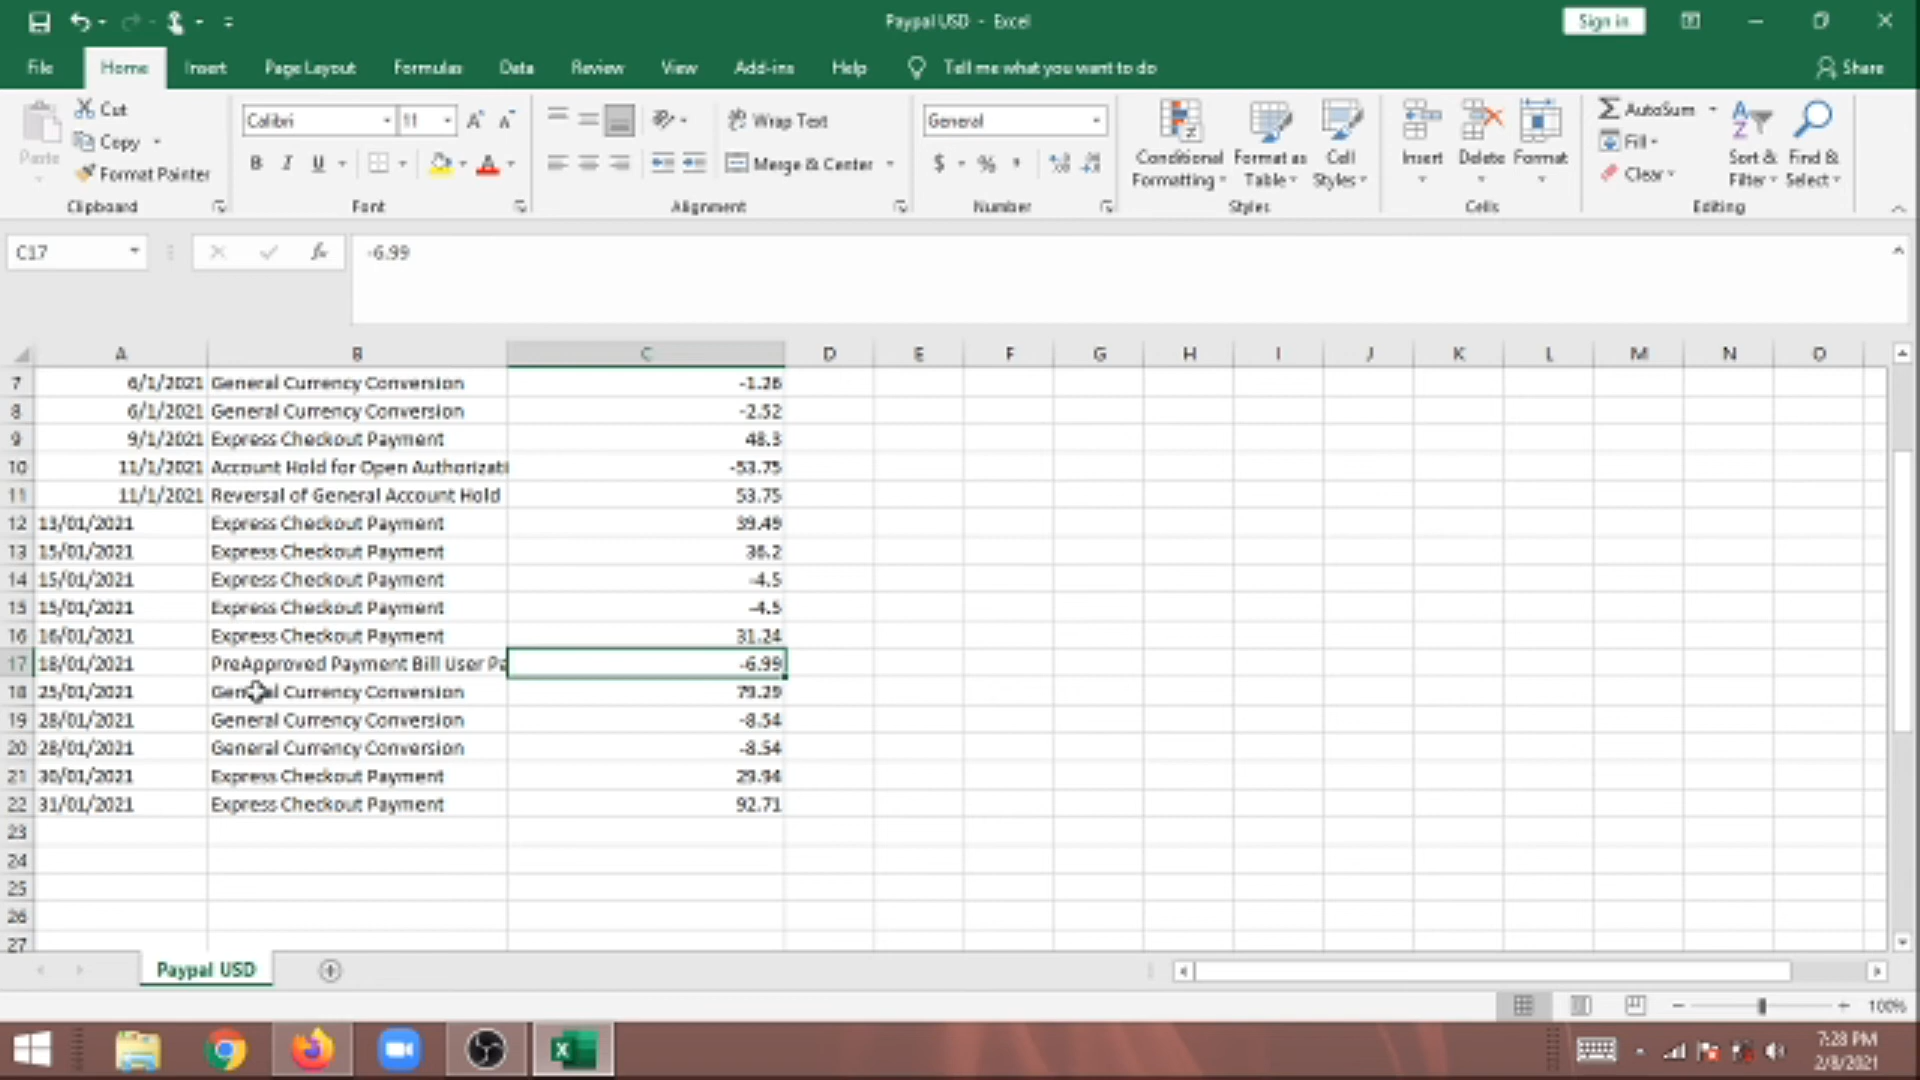 Paypal USD - Excel
Sign in
File Home Insert Page Layout Formulas Data Review View Add-ins Help Tell me what you want to do Share
Cut
Copy
Format Painter
Paste
Clipboard
Calibri 11
B I U
Font
Wrap Text
Merge & Center
Alignment
General
$ % ,
Number
Conditional Formatting
Format as Table
Cell Styles
Styles
Insert Delete Format
Cells
AutoSum
Fill
Clear
Sort & Filter
Find & Select
Editing
C17 fx -6.99
A B C D E F G H I J K L M N O
7 6/1/2021 General Currency Conversion -1.26
8 6/1/2021 General Currency Conversion -2.52
9 9/1/2021 Express Checkout Payment 48.3
10 11/1/2021 Account Hold for Open Authorizati -53.75
11 11/1/2021 Reversal of General Account Hold 53.75
12 13/01/2021 Express Checkout Payment 39.49
13 15/01/2021 Express Checkout Payment 36.2
14 15/01/2021 Express Checkout Payment -4.5
15 15/01/2021 Express Checkout Payment -4.5
16 16/01/2021 Express Checkout Payment 31.24
17 18/01/2021 PreApproved Payment Bill User Pa -6.99
18 25/01/2021 General Currency Conversion 79.29
19 28/01/2021 General Currency Conversion -8.54
20 28/01/2021 General Currency Conversion -8.54
21 30/01/2021 Express Checkout Payment 29.94
22 31/01/2021 Express Checkout Payment 92.71
23
24
25
26
27
Paypal USD
100%
7:28 PM
2/8/2021